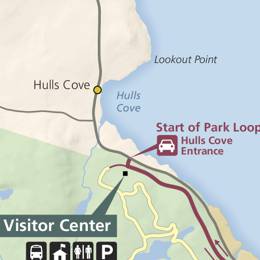 Lookout Point
Hulls Cove
Hulls
Cove
Start of Park Loop
Hulls Cove
Entrance
Visitor Center
P